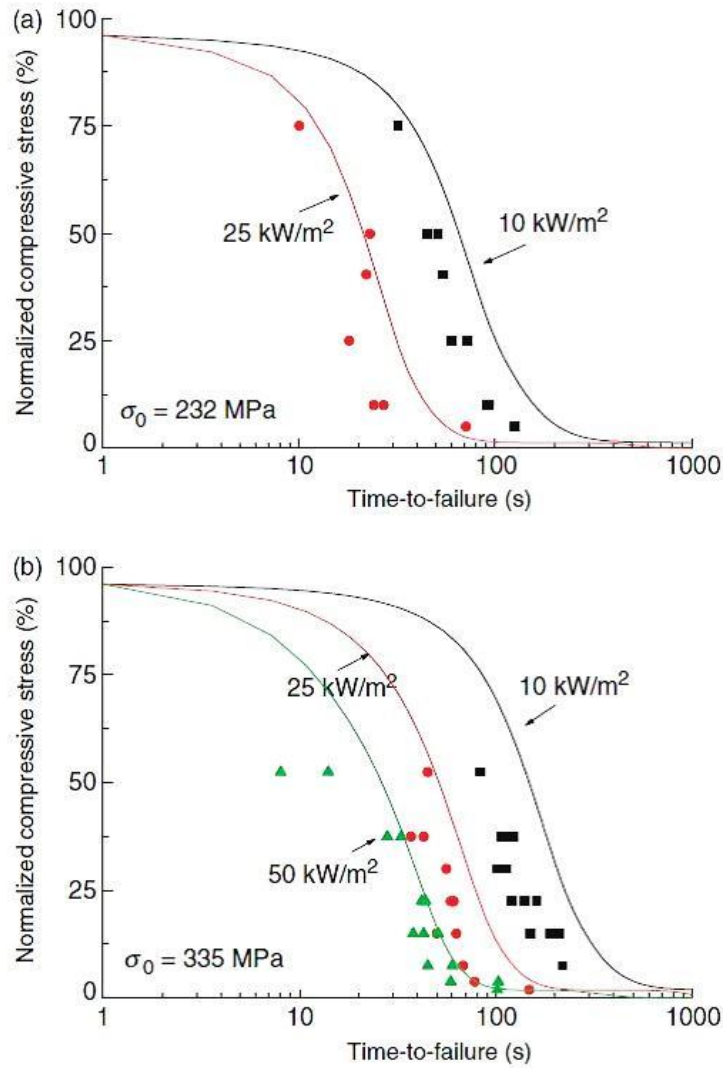 (a)
100
75
50
25
0
Normalized compressive stress (%)
25 kW/m²
10 kW/m²
σ₀ = 232 MPa
1
10
100
1000
Time-to-failure (s)
(b)
100
75
50
25
0
Normalized compressive stress (%)
25 kW/m²
10 kW/m²
50 kW/m²
σ₀ = 335 MPa
1
10
100
1000
Time-to-failure (s)